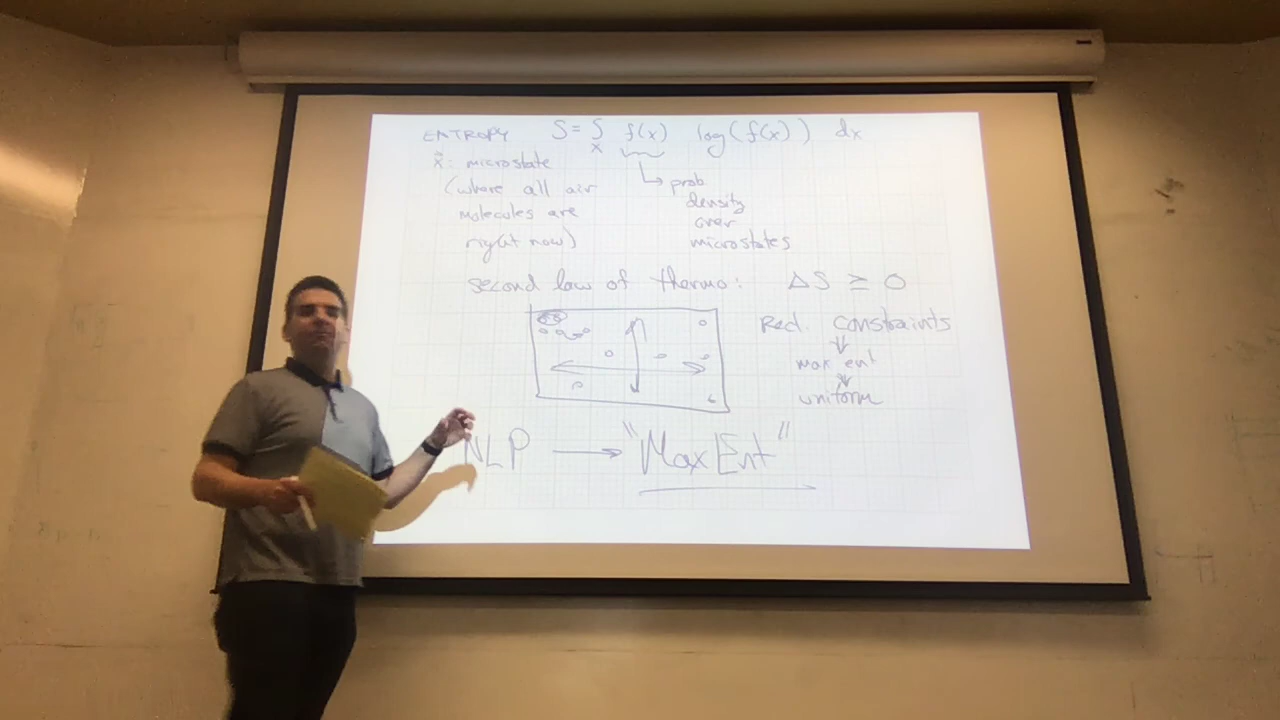 ENTROPY S = ∫ f(x) log(f(x)) dx
x
x⃗: microstate
(where all air
molecules are
right now)
↳ prob
density
over
microstates
second law of thermo: ΔS ≥ 0
Red. constraints
↓
max ent
↓
uniform
NLP → "MaxEnt"